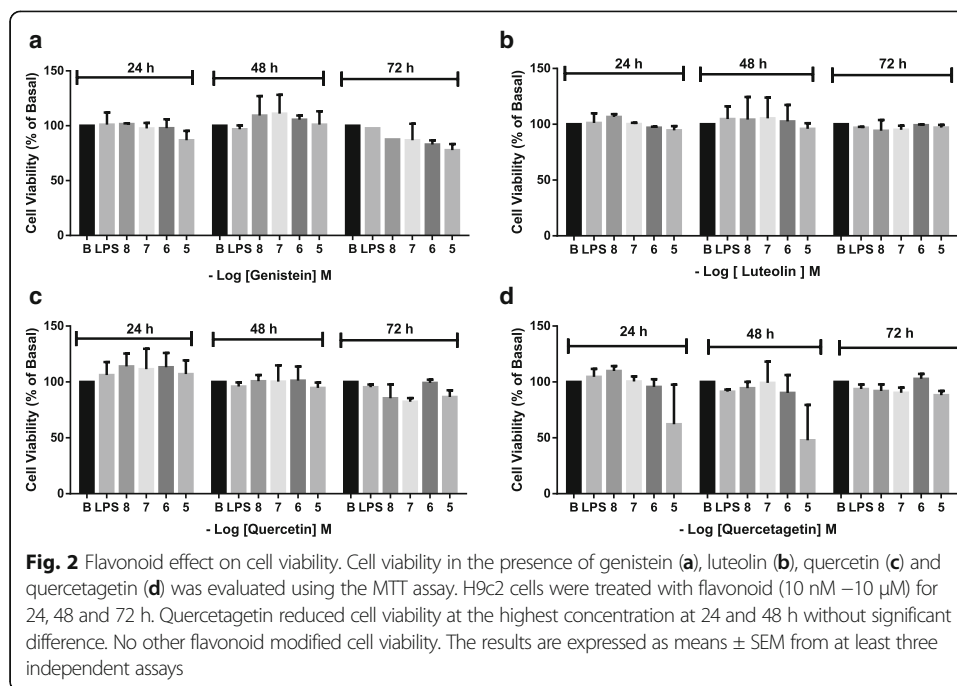 a
24 h 48 h 72 h
150
100
50
0
Cell Viability (% of Basal)
B LPS 8 7 6 5 B LPS 8 7 6 5 B LPS 8 7 6 5
- Log [Genistein] M
b
24 h 48 h 72 h
150
100
50
0
Cell Viability (% of Basal)
B LPS 8 7 6 5 B LPS 8 7 6 5 B LPS 8 7 6 5
- Log [ Luteolin ] M
c
24 h 48 h 72 h
150
100
50
0
Cell Viability (% of Basal)
B LPS 8 7 6 5 B LPS 8 7 6 5 B LPS 8 7 6 5
- Log [Quercetin] M
d
24 h 48 h 72 h
150
100
50
0
Cell Viability (% of Basal)
B LPS 8 7 6 5 B LPS 8 7 6 5 B LPS 8 7 6 5
- Log [Quercetagetin] M
Fig. 2 Flavonoid effect on cell viability. Cell viability in the presence of genistein (a), luteolin (b), quercetin (c) and
quercetagetin (d) was evaluated using the MTT assay. H9c2 cells were treated with flavonoid (10 nM –10 μM) for
24, 48 and 72 h. Quercetagetin reduced cell viability at the highest concentration at 24 and 48 h without significant
difference. No other flavonoid modified cell viability. The results are expressed as means ± SEM from at least three
independent assays